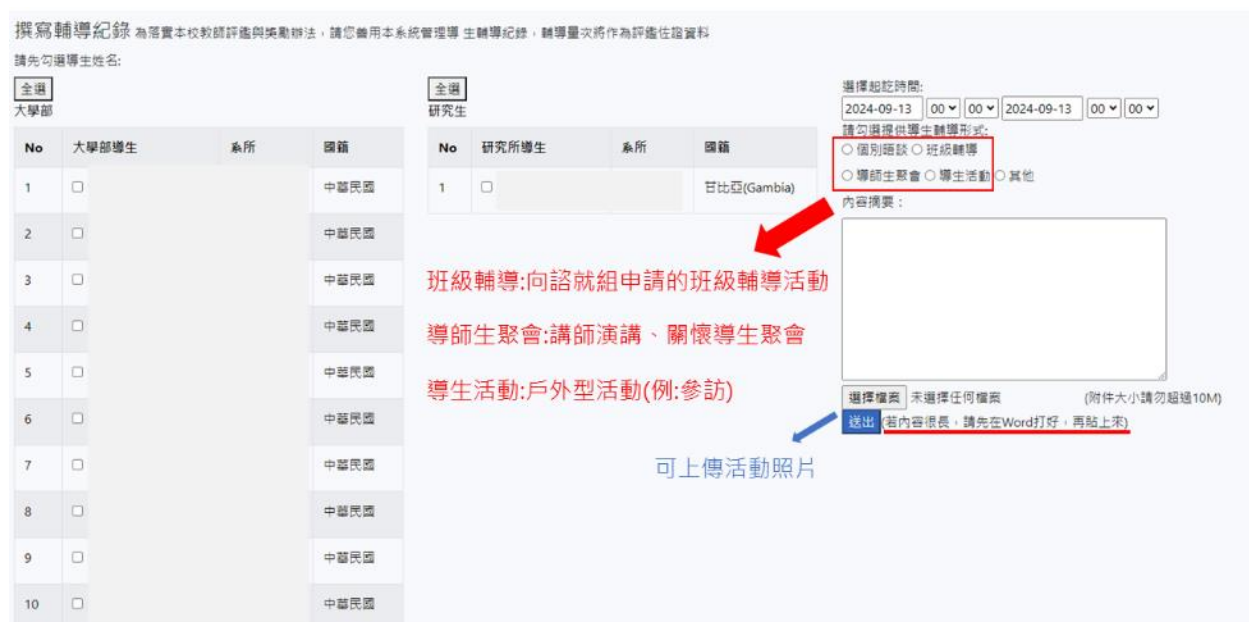 撰寫輔導紀錄 為落實本校教師評鑑與獎勵辦法，請您善用本系統管理導 生輔導紀錄，輔導量次將作為評鑑佐證資料
請先勾選導生姓名:
全選
大學部
No 大學部導生 系所 國籍
1 中華民國
2 中華民國
3 中華民國
4 中華民國
5 中華民國
6 中華民國
7 中華民國
8 中華民國
9 中華民國
10 中華民國
全選
研究生
No 研究所導生 系所 國籍
1 甘比亞(Gambia)
班級輔導:向諮就組申請的班級輔導活動
導師生聚會:講師演講、關懷導生聚會
導生活動:戶外型活動(例:參訪)
可上傳活動照片
選擇起訖時間:
2024-09-13 00 00 2024-09-13 00 00
請勾選提供導生輔導形式:
個別晤談 班級輔導
導師生聚會 導生活動 其他
內容摘要：
選擇檔案 未選擇任何檔案 (附件大小請勿超過10M)
送出 (若內容很長，請先在Word打好，再貼上來)